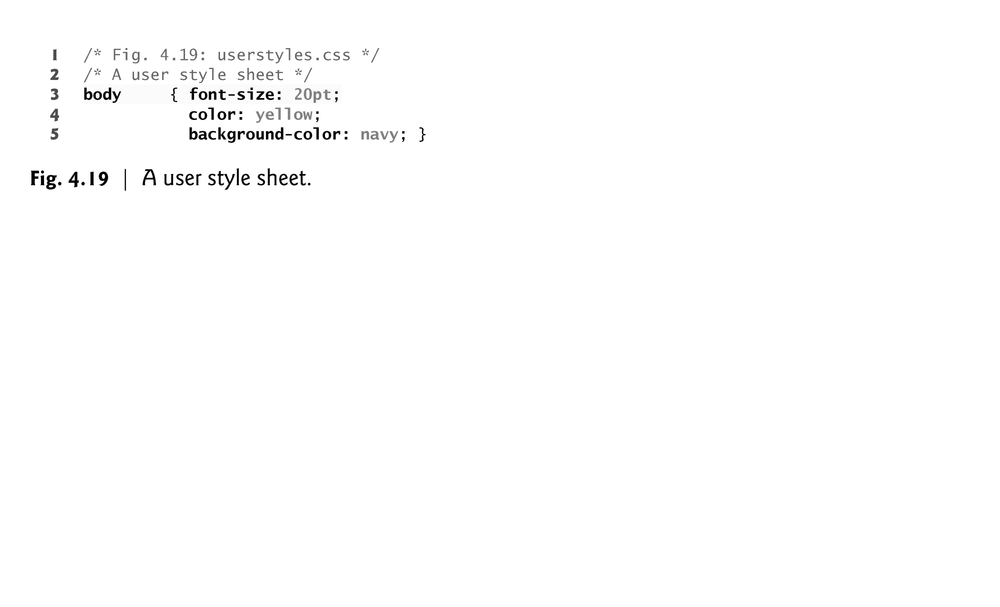 1 /* Fig. 4.19: userstyles.css */
2 /* A user style sheet */
3 body { font-size: 20pt;
4 color: yellow;
5 background-color: navy; }
Fig. 4.19 | A user style sheet.